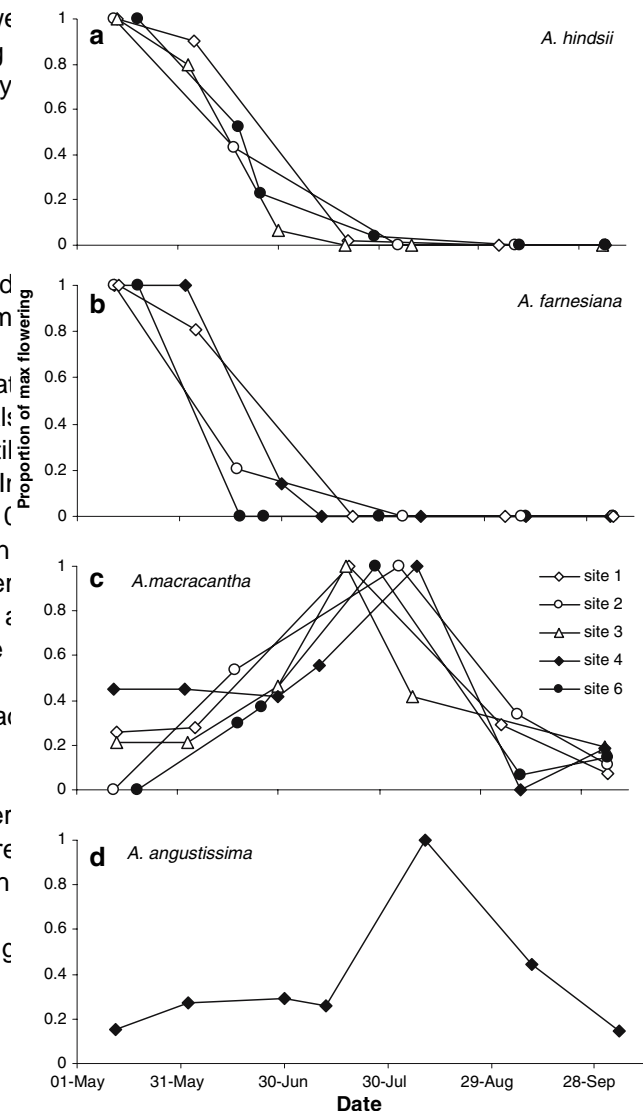 a
A. hindsii
1
0.8
0.6
0.4
0.2
0
b
A. farnesiana
1
0.8
0.6
0.4
0.2
0
Proportion of max flowering
c
A.macracantha
1
0.8
0.6
0.4
0.2
0
site 1
site 2
site 3
site 4
site 6
d
A. angustissima
1
0.8
0.6
0.4
0.2
0
01-May 31-May 30-Jun 30-Jul 29-Aug 28-Sep
Date